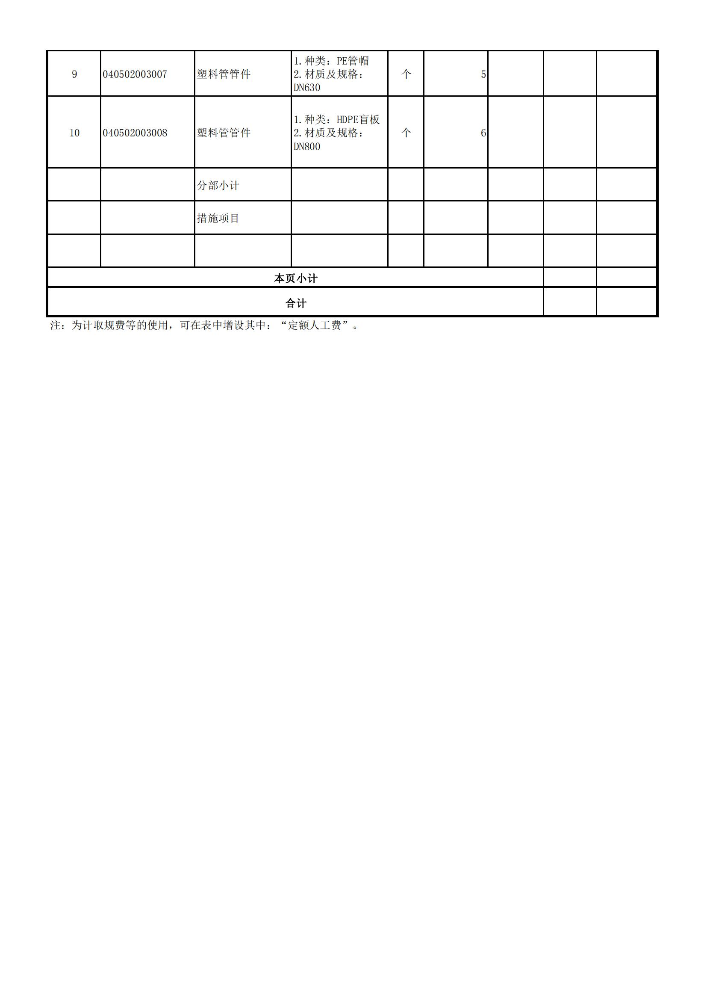 9 040502003007 塑料管管件 1.种类：PE管帽
2.材质及规格：
DN630 个 5
10 040502003008 塑料管管件 1.种类：HDPE盲板
2.材质及规格：
DN800 个 6
分部小计
措施项目
本页小计
合计
注：为计取规费等的使用，可在表中增设其中：“定额人工费”。